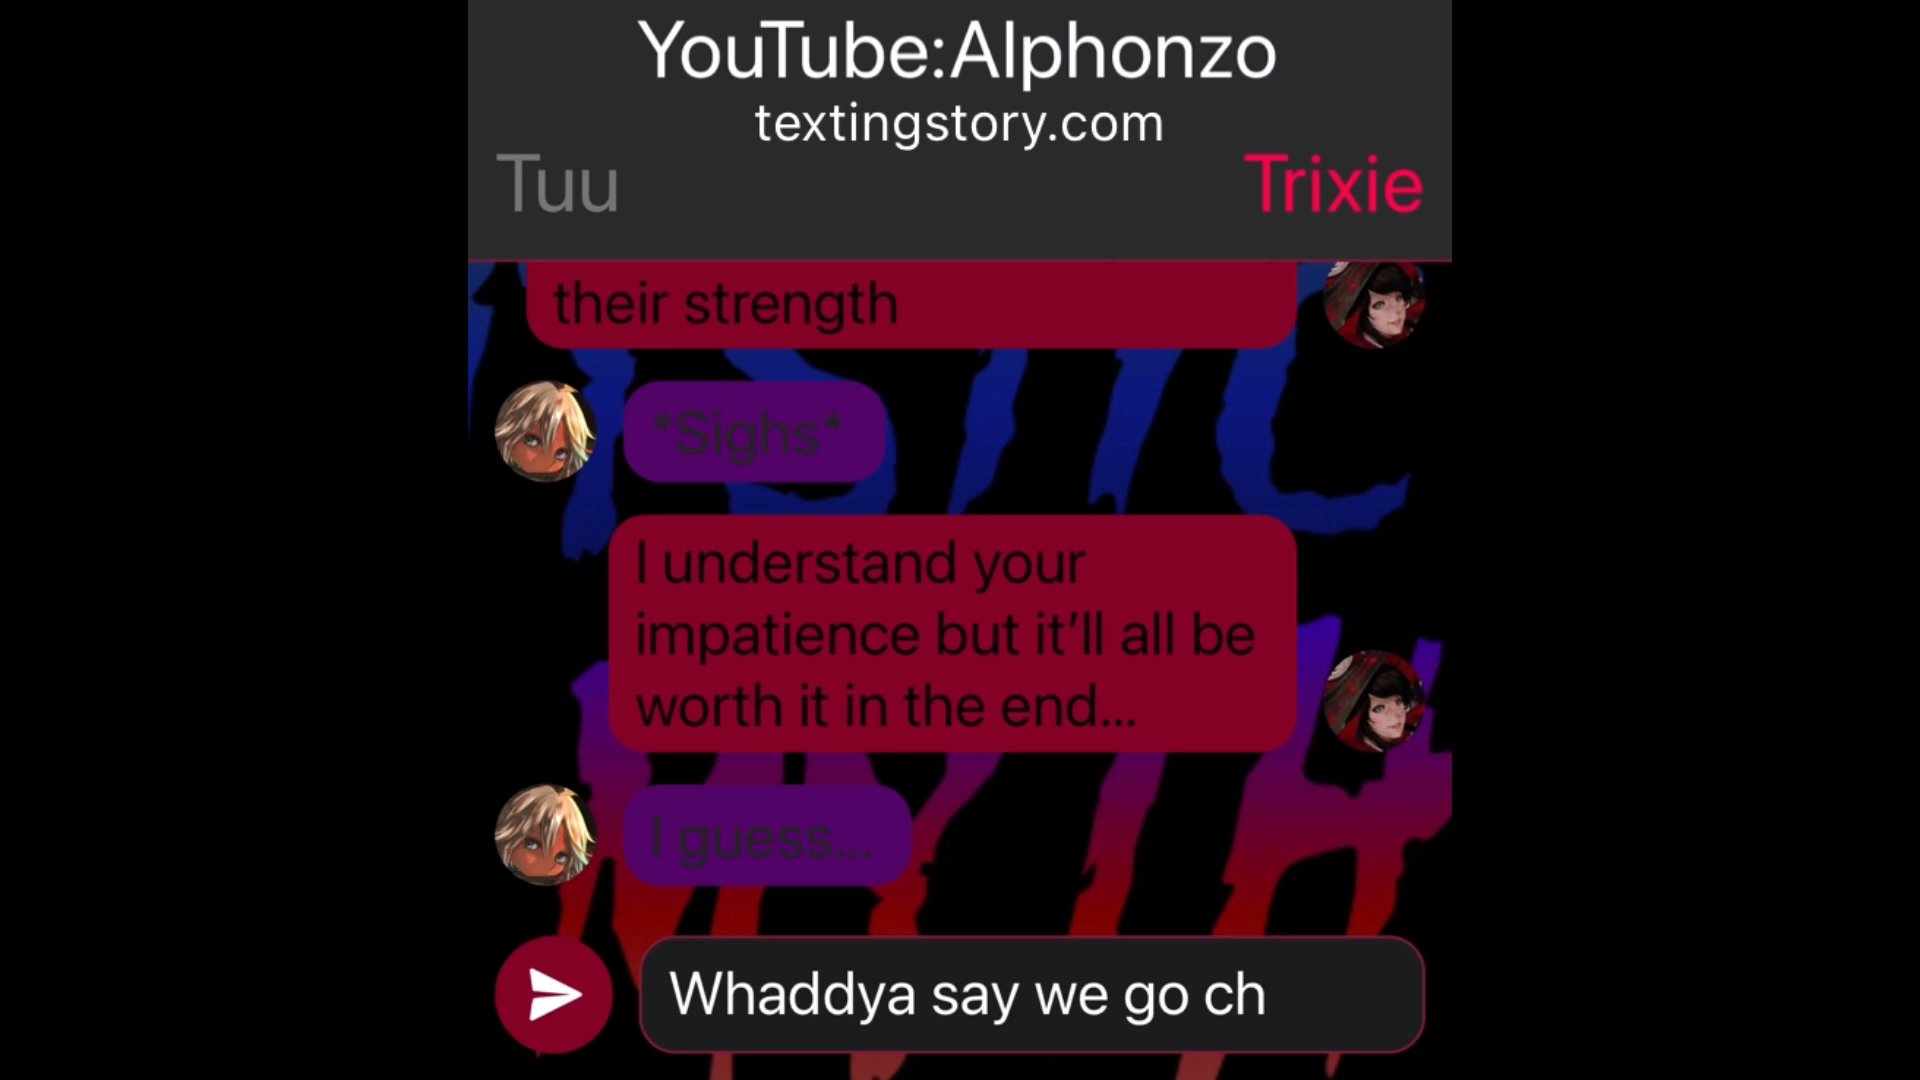 YouTube:Alphonzo
textingstory.com
Tuu
Trixie
their strength
*Sighs*
I understand your
impatience but it’ll all be
worth it in the end...
I guess...
Whaddya say we go ch